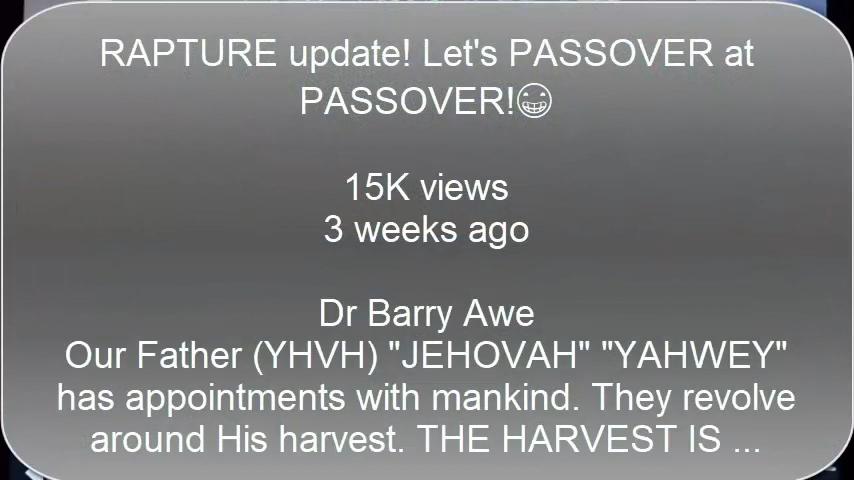 RAPTURE update! Let's PASSOVER at
PASSOVER!😁
15K views
3 weeks ago
Dr Barry Awe
Our Father (YHVH) "JEHOVAH" "YAHWEY"
has appointments with mankind. They revolve
around His harvest. THE HARVEST IS ...